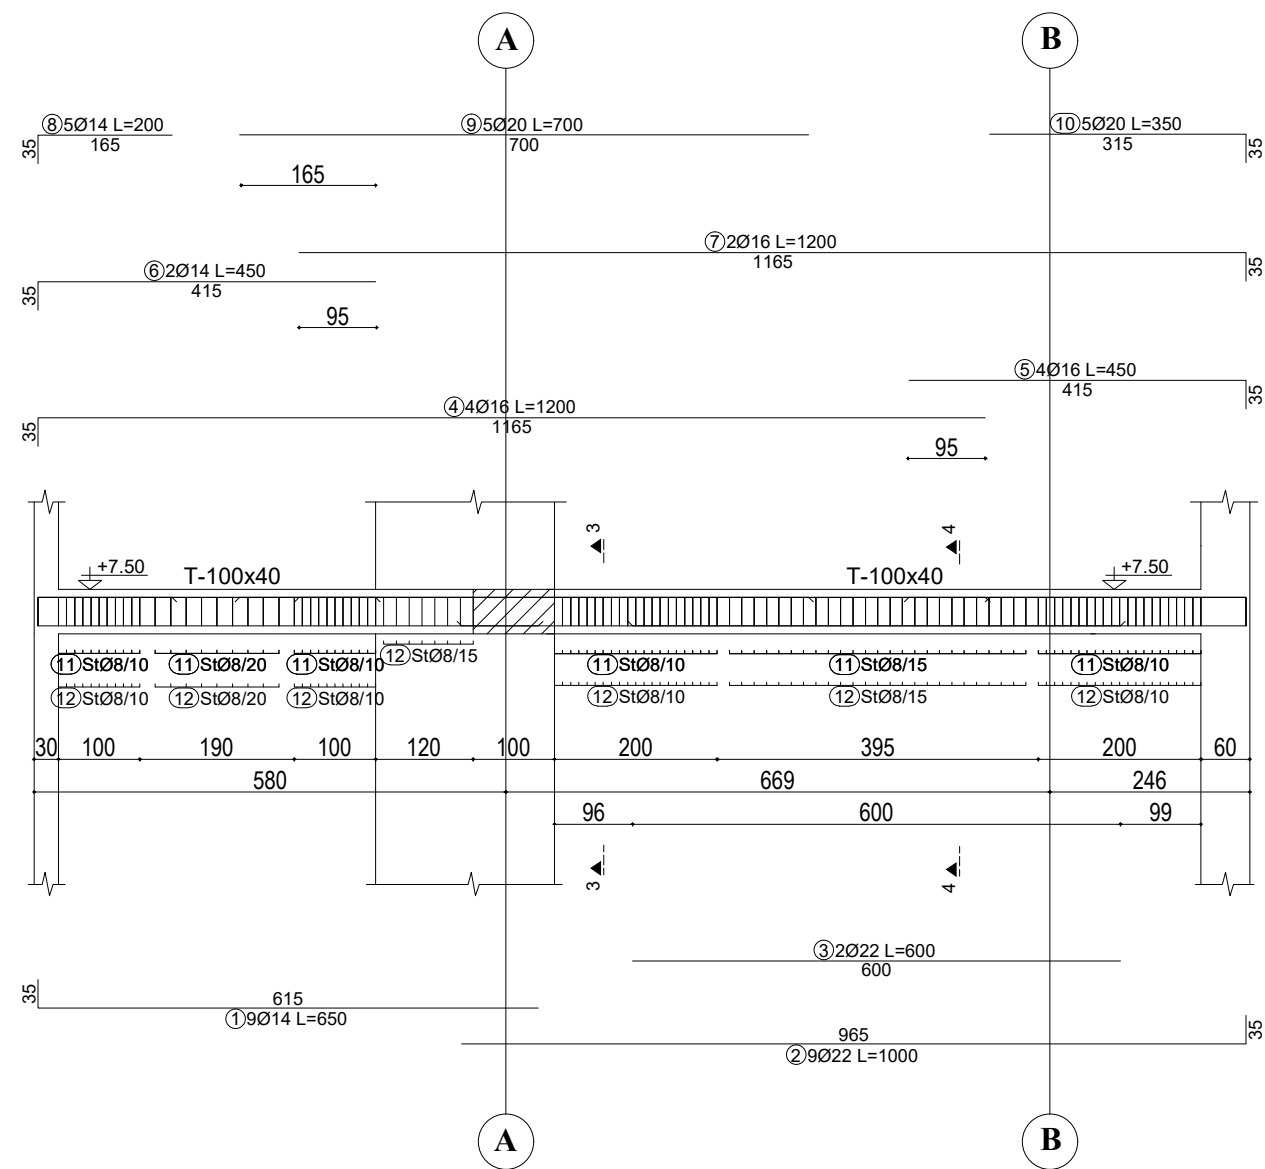 A
B
⑧5Ø14 L=200
165
35
⑨5Ø20 L=700
700
⑩5Ø20 L=350
315
35
165
⑦2Ø16 L=1200
1165
35
⑥2Ø14 L=450
415
35
95
⑤4Ø16 L=450
415
35
④4Ø16 L=1200
1165
35
95
3
4
+7.50
T-100x40
T-100x40
+7.50
⑫StØ8/15
⑪StØ8/10
⑪StØ8/20
⑪StØ8/10
⑪StØ8/10
⑪StØ8/15
⑪StØ8/10
⑫StØ8/10
⑫StØ8/20
⑫StØ8/10
⑫StØ8/10
⑫StØ8/15
⑫StØ8/10
30 100 190 100 120 100 200 395 200 60
580 669 246
96 600 99
3
4
③2Ø22 L=600
600
35
615
①9Ø14 L=650
965
35
②9Ø22 L=1000
A
B